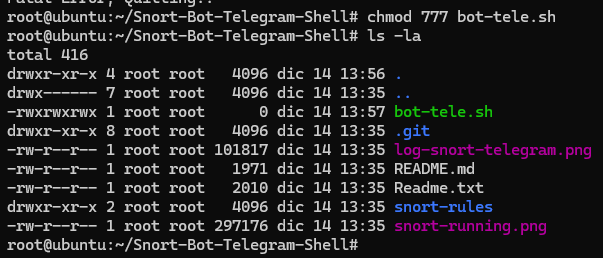 Fatal Error, Quitting..
root@ubuntu:~/Snort-Bot-Telegram-Shell# chmod 777 bot-tele.sh
root@ubuntu:~/Snort-Bot-Telegram-Shell# ls -la
total 416
drwxr-xr-x 4 root root   4096 dic 14 13:56 .
drwx------ 7 root root   4096 dic 14 13:35 ..
-rwxrwxrwx 1 root root      0 dic 14 13:57 bot-tele.sh
drwxr-xr-x 8 root root   4096 dic 14 13:35 .git
-rw-r--r-- 1 root root 101817 dic 14 13:35 log-snort-telegram.png
-rw-r--r-- 1 root root   1971 dic 14 13:35 README.md
-rw-r--r-- 1 root root   2010 dic 14 13:35 Readme.txt
drwxr-xr-x 2 root root   4096 dic 14 13:35 snort-rules
-rw-r--r-- 1 root root 297176 dic 14 13:35 snort-running.png
root@ubuntu:~/Snort-Bot-Telegram-Shell#